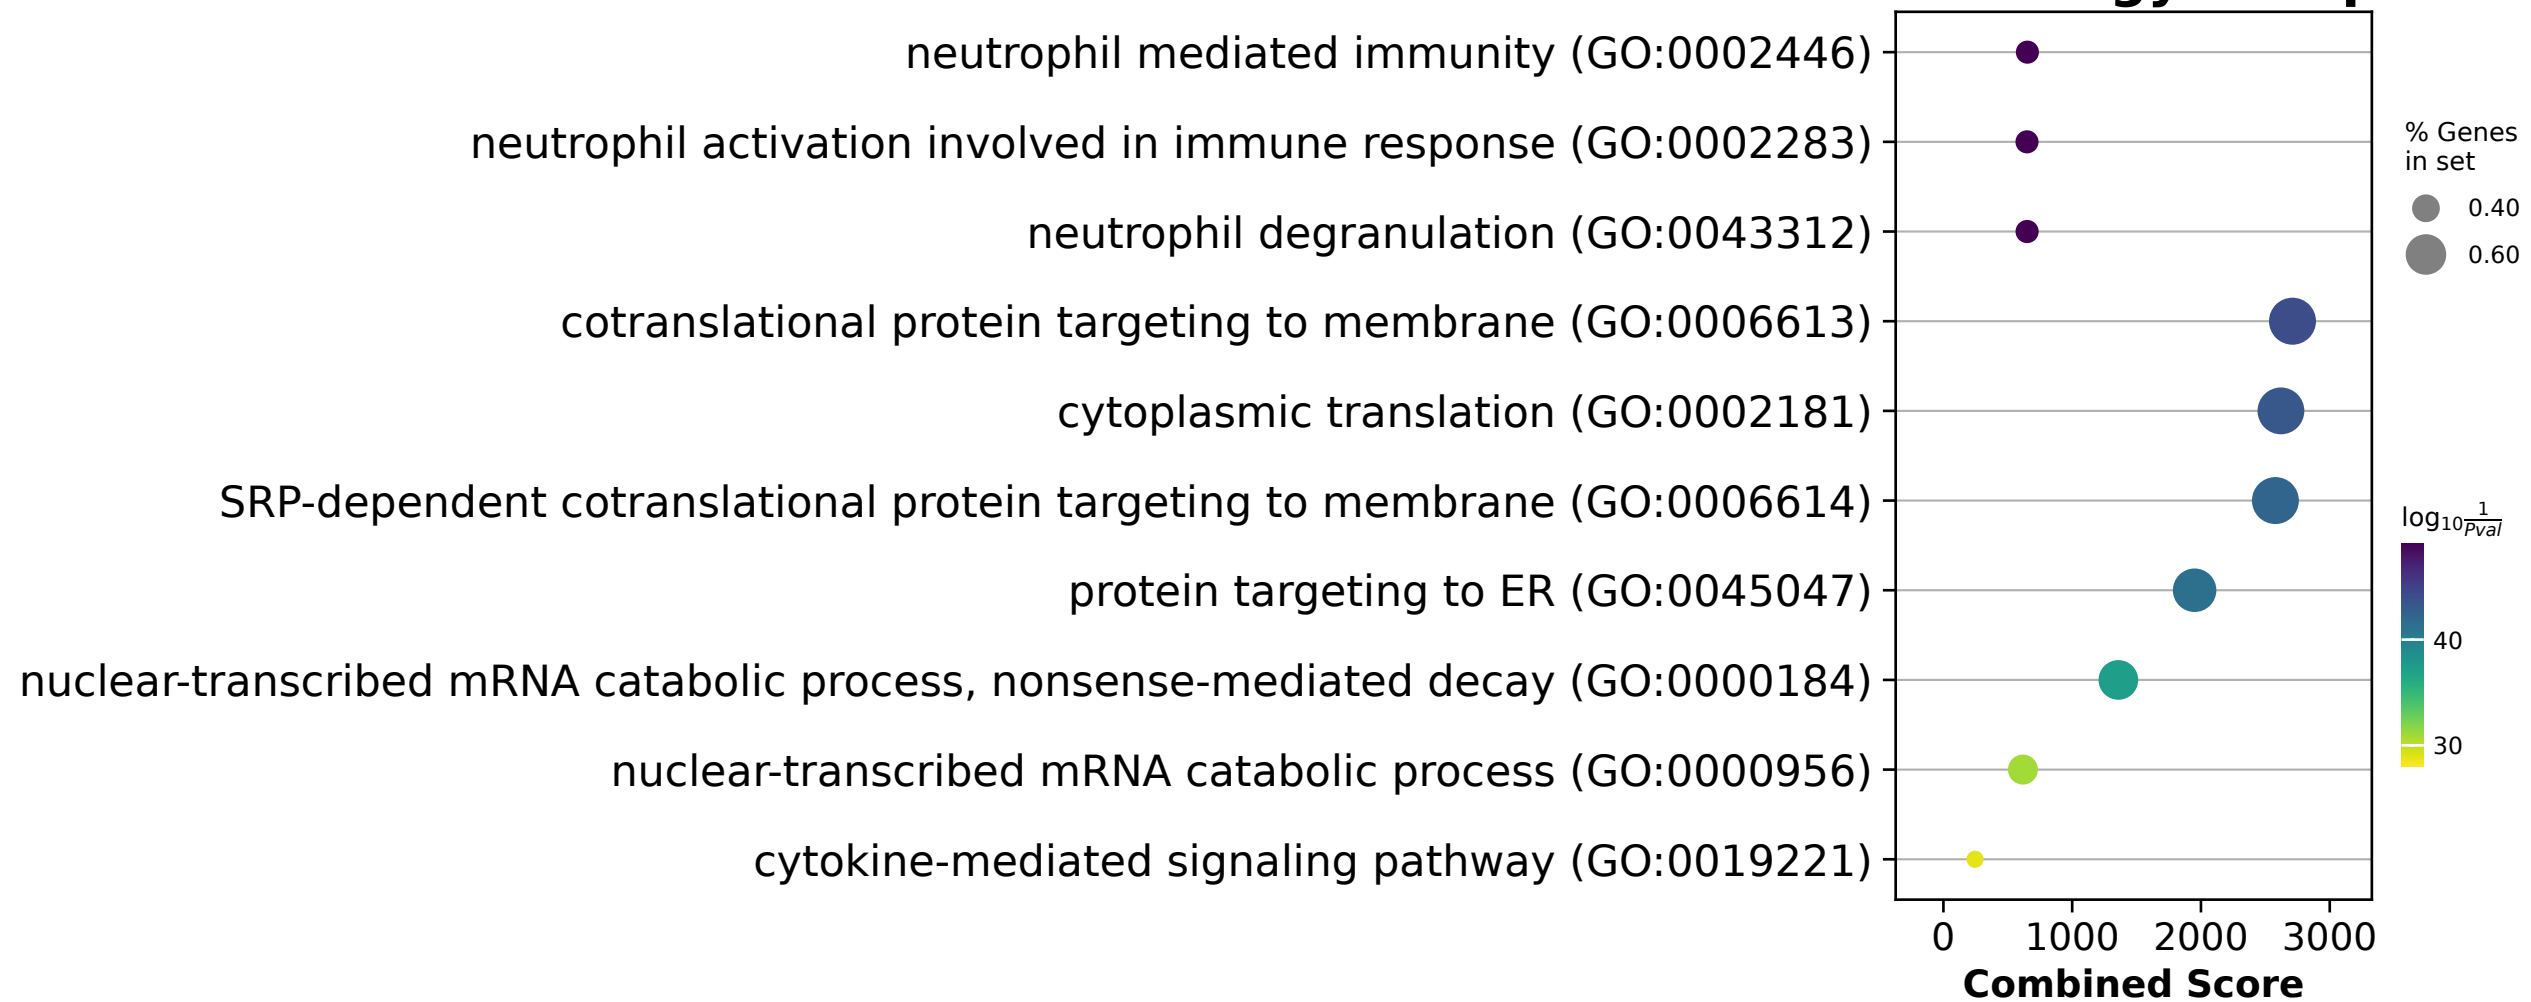 neutrophil mediated immunity (GO:0002446)
neutrophil activation involved in immune response (GO:0002283)
neutrophil degranulation (GO:0043312)
cotranslational protein targeting to membrane (GO:0006613)
cytoplasmic translation (GO:0002181)
SRP-dependent cotranslational protein targeting to membrane (GO:0006614)
protein targeting to ER (GO:0045047)
nuclear-transcribed mRNA catabolic process, nonsense-mediated decay (GO:0000184)
nuclear-transcribed mRNA catabolic process (GO:0000956)
cytokine-mediated signaling pathway (GO:0019221)
0 1000 2000 3000
Combined Score
% Genes
in set
0.40
0.60
log₁₀ 1/Pval
40
30